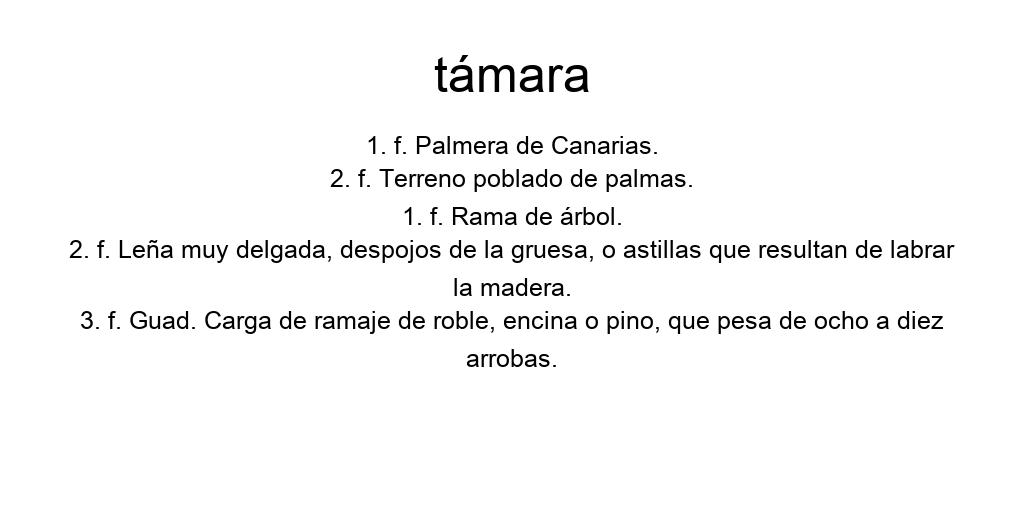 támara
1. f. Palmera de Canarias.
2. f. Terreno poblado de palmas.
1. f. Rama de árbol.
2. f. Leña muy delgada, despojos de la gruesa, o astillas que resultan de labrar
la madera.
3. f. Guad. Carga de ramaje de roble, encina o pino, que pesa de ocho a diez
arrobas.